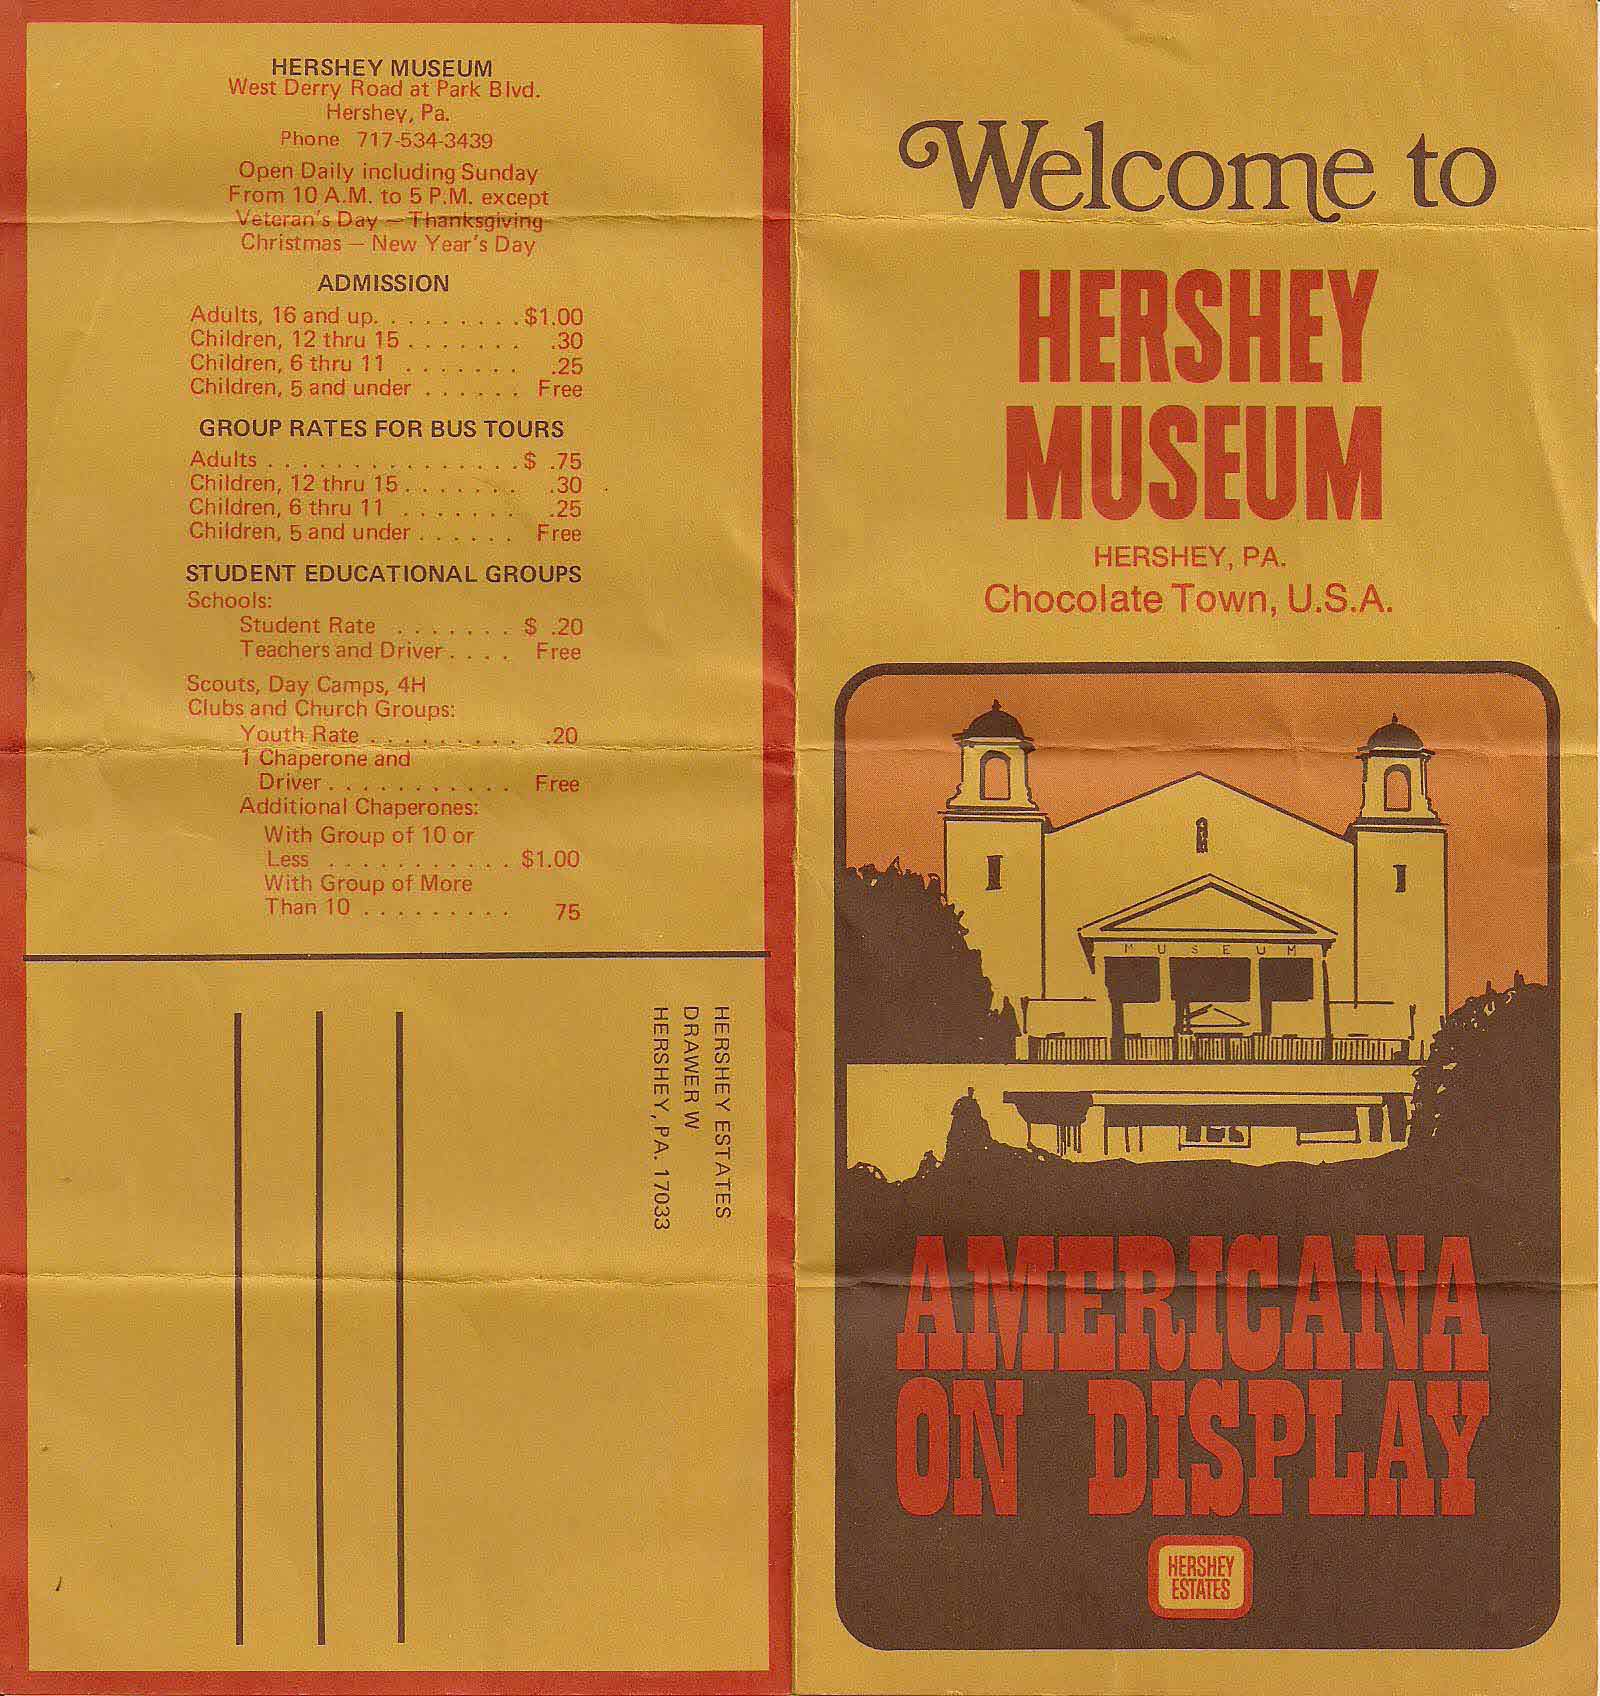 HERSHEY MUSEUM
West Derry Road at Park Blvd.
Hershey, Pa.
Phone 717-534-3439
Open Daily including Sunday
From 10 A.M. to 5 P.M. except
Veteran's Day — Thanksgiving
Christmas — New Year's Day
ADMISSION
Adults, 16 and up. . . . . . . . . $1.00
Children, 12 thru 15 . . . . . . . .30
Children, 6 thru 11 . . . . . . . .25
Children, 5 and under . . . . . . Free
GROUP RATES FOR BUS TOURS
Adults . . . . . . . . . . . . . . . $ .75
Children, 12 thru 15 . . . . . . . .30
Children, 6 thru 11 . . . . . . . .25
Children, 5 and under . . . . . . Free
STUDENT EDUCATIONAL GROUPS
Schools:
Student Rate . . . . . . . $ .20
Teachers and Driver . . . . Free
Scouts, Day Camps, 4H
Clubs and Church Groups:
Youth Rate . . . . . . . . . .20
1 Chaperone and
Driver . . . . . . . . . . . Free
Additional Chaperones:
With Group of 10 or
Less . . . . . . . . . . . $1.00
With Group of More
Than 10 . . . . . . . . . 75
HERSHEY ESTATES
DRAWER W
HERSHEY, PA. 17033
Welcome to
HERSHEY
MUSEUM
HERSHEY, PA.
Chocolate Town, U.S.A.
MUSEUM
AMERICANA
ON DISPLAY
HERSHEY
ESTATES